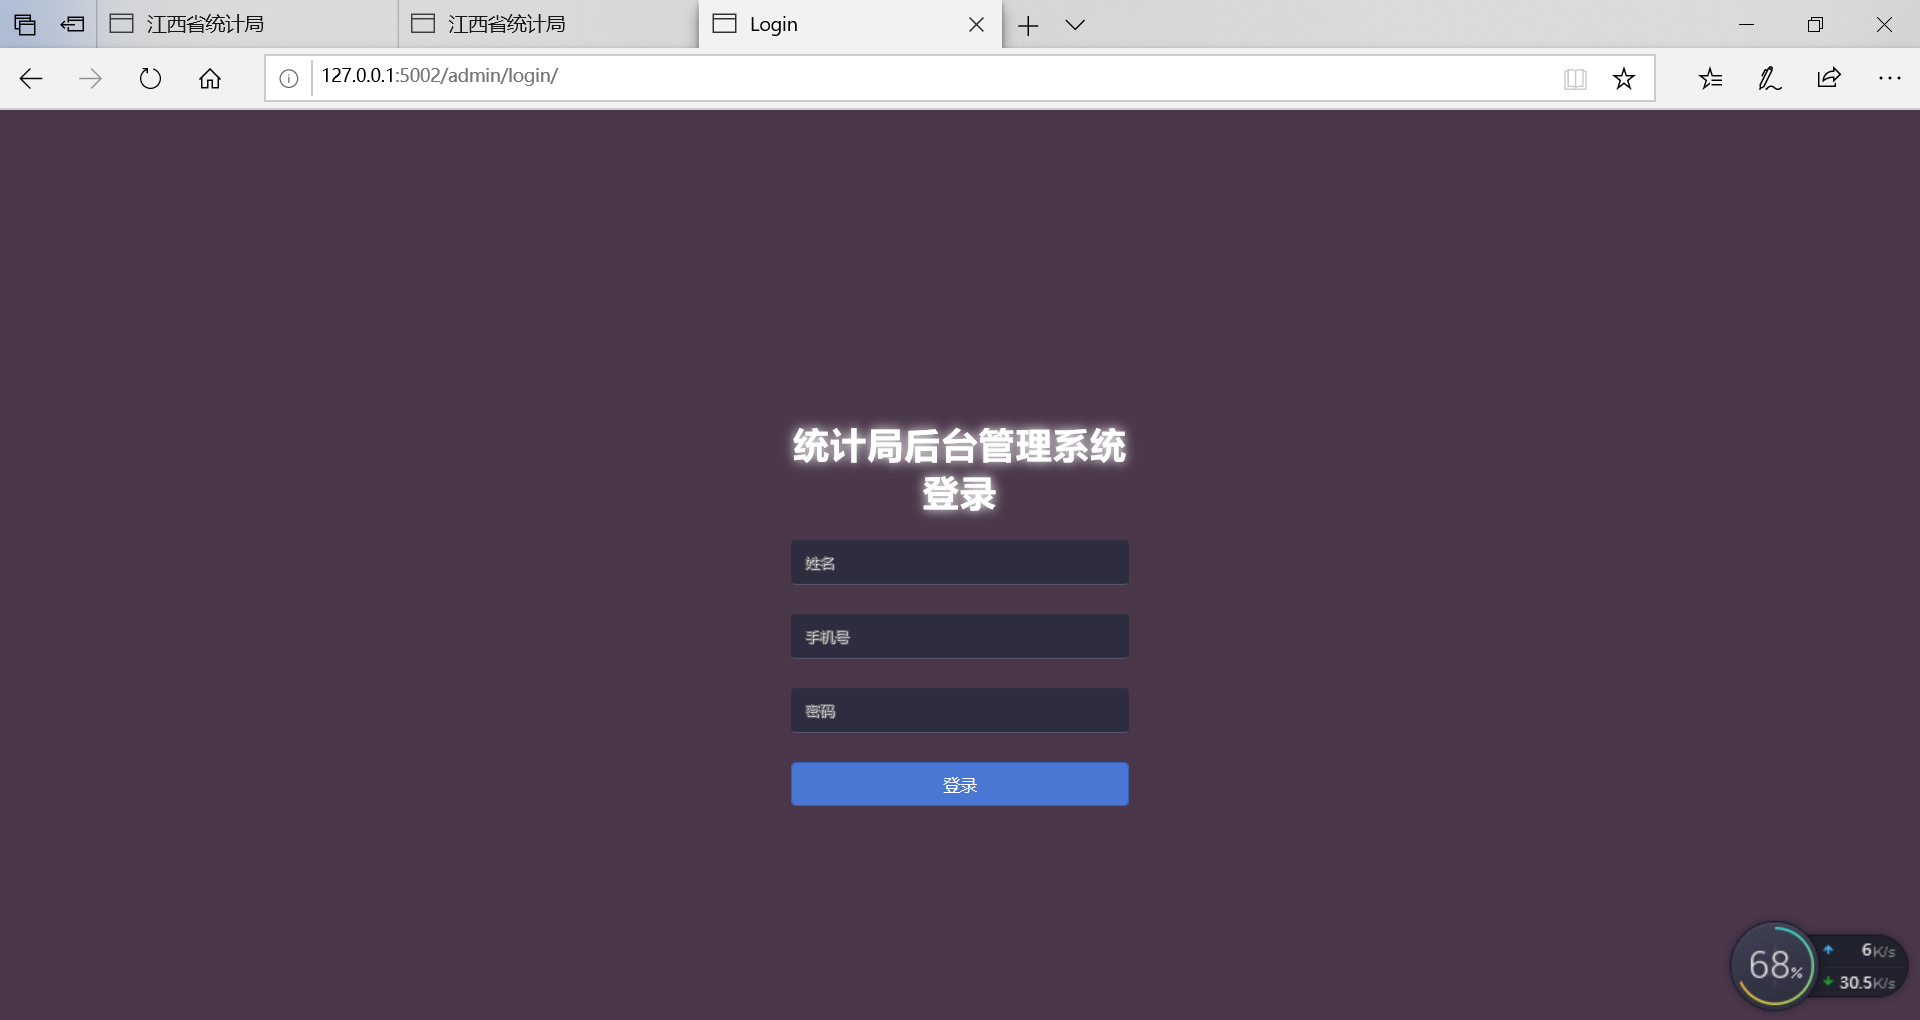 江西省统计局
江西省统计局
Login
127.0.0.1:5002/admin/login/
统计局后台管理系统
登录
姓名
手机号
密码
登录
68%
6K/s
30.5K/s